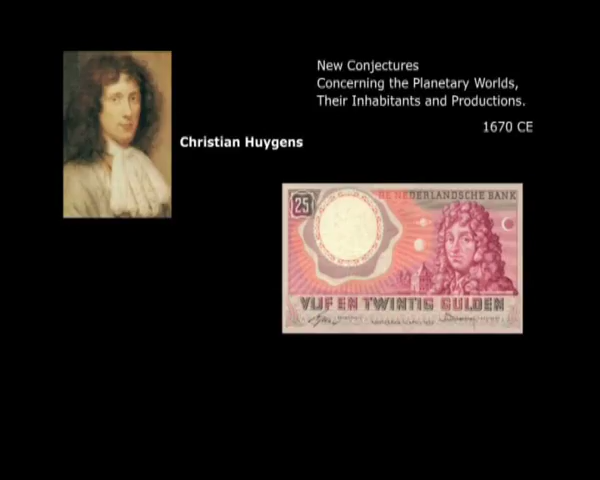 New Conjectures
Concerning the Planetary Worlds,
Their Inhabitants and Productions.
1670 CE
Christian Huygens
25
DE NEDERLANDSCHE BANK
VIJF EN TWINTIG GULDEN